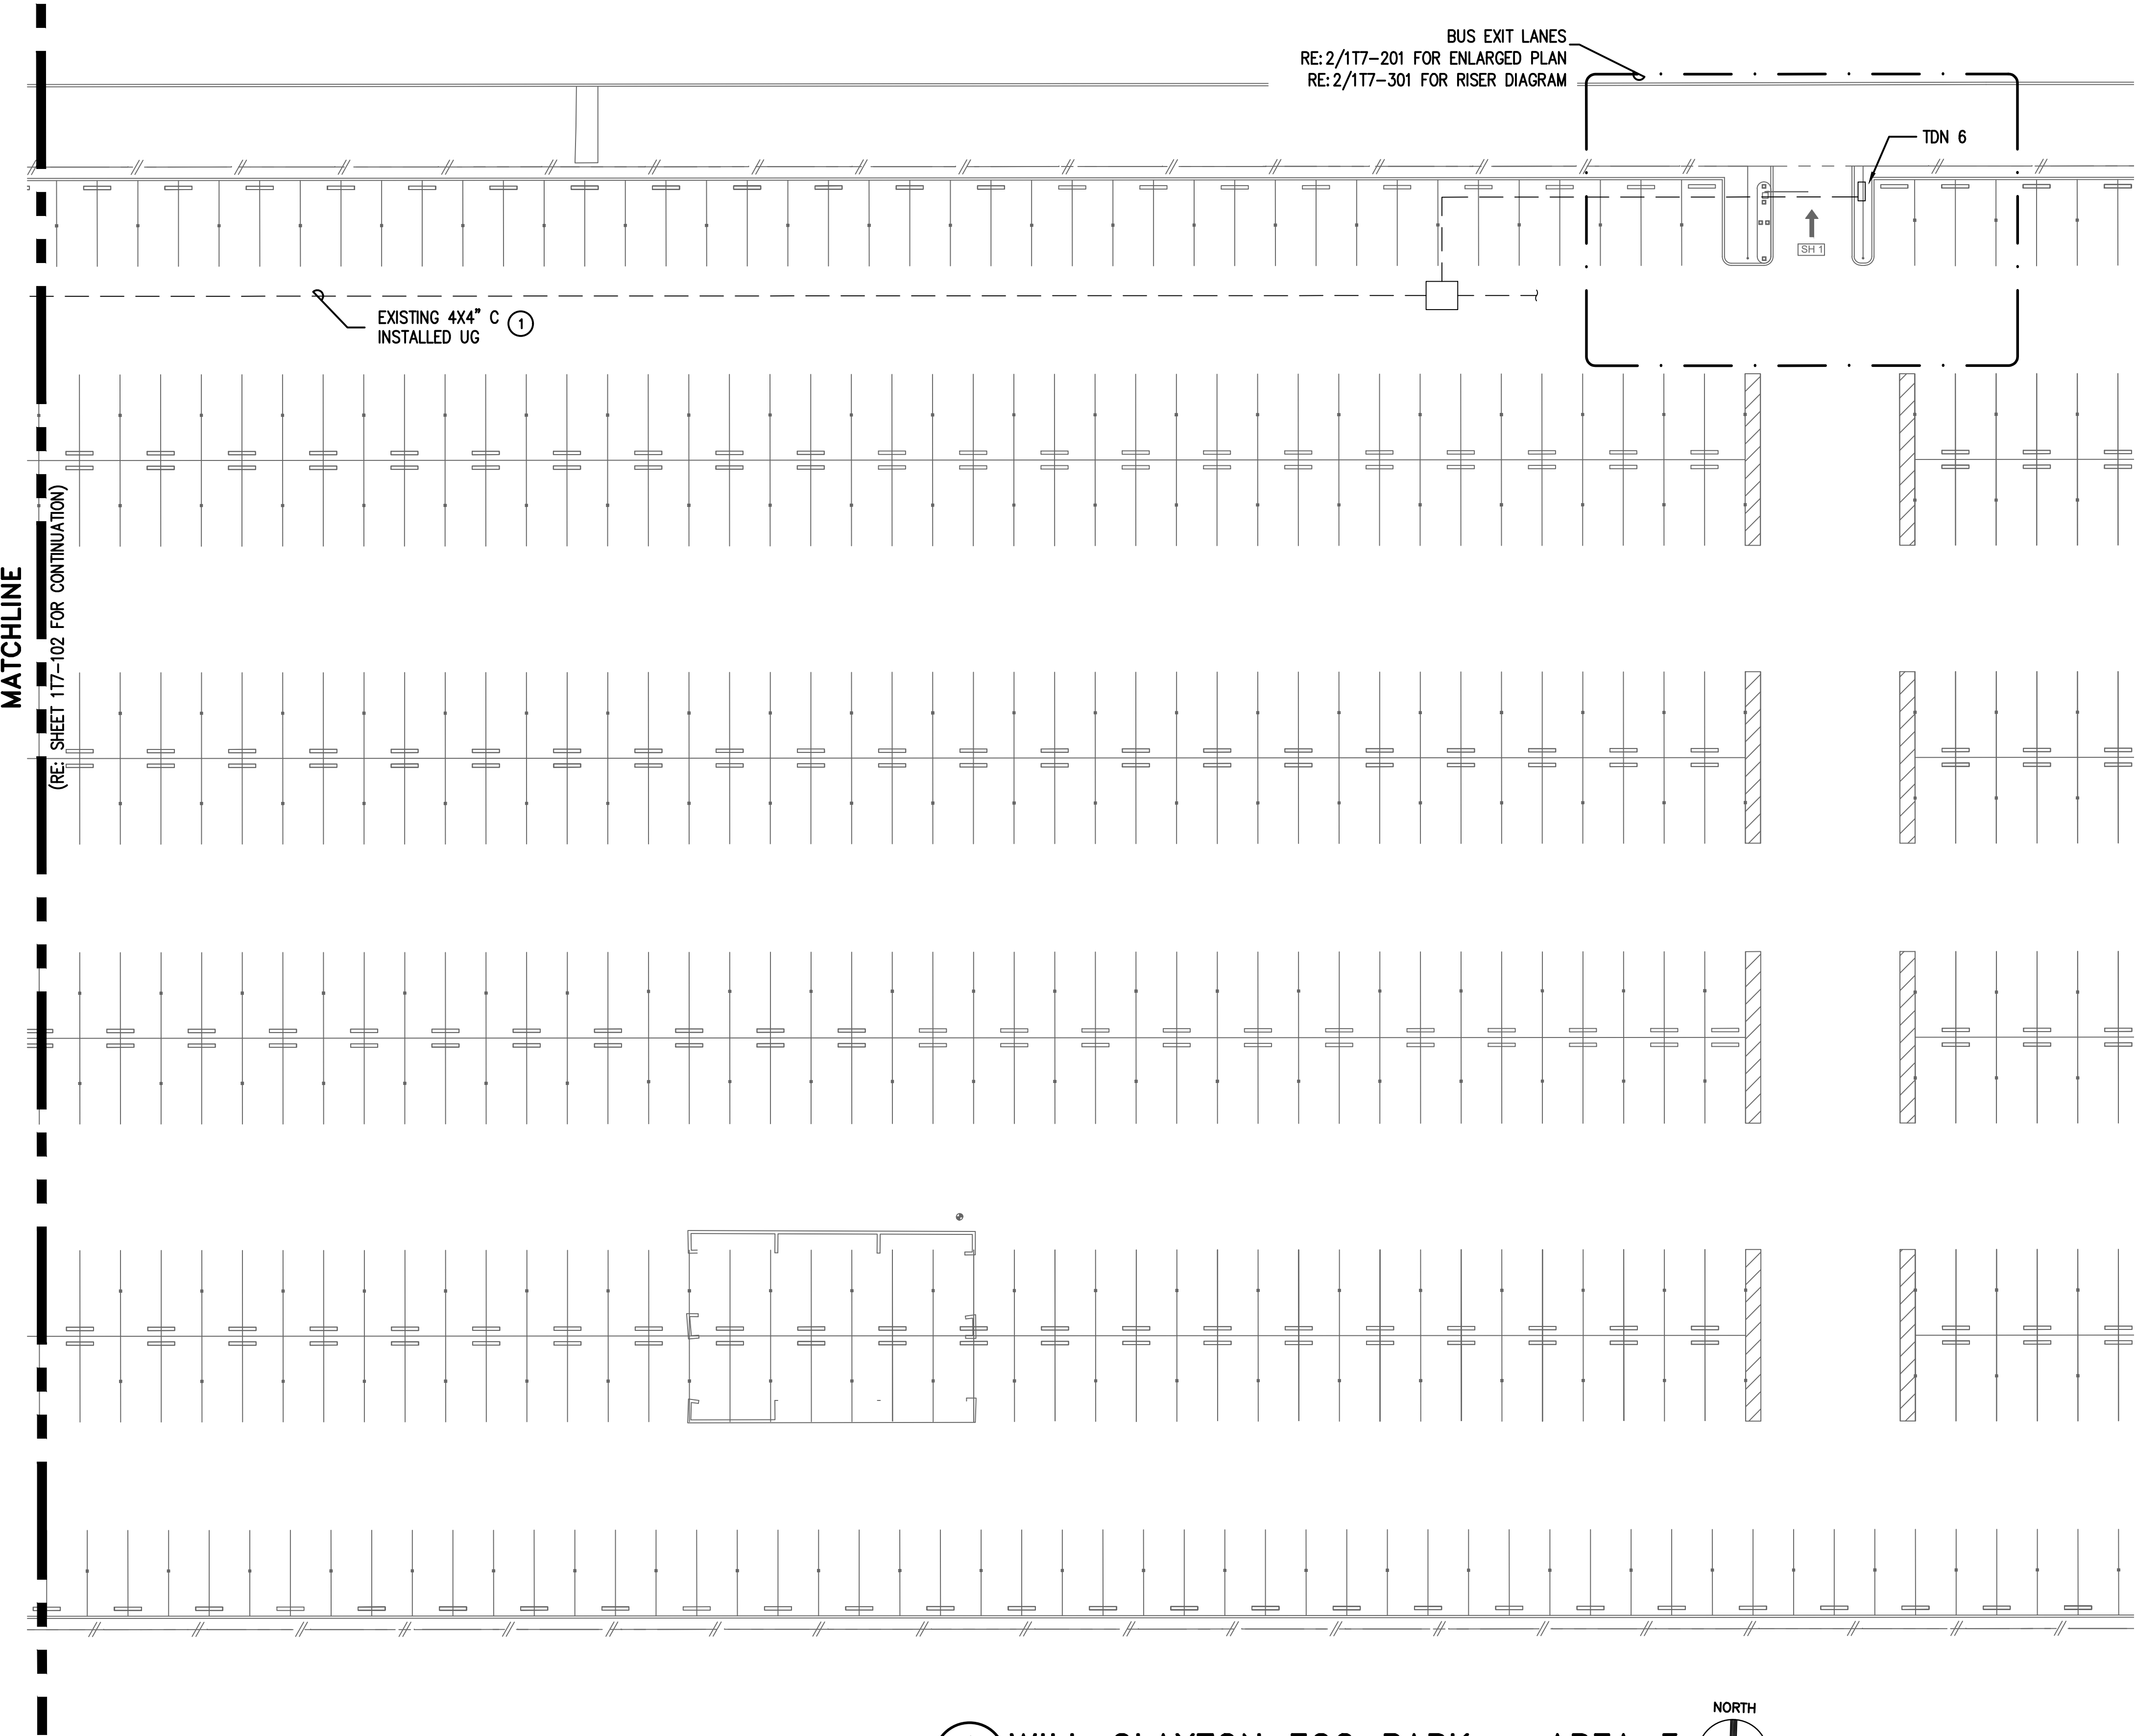 BUS EXIT LANES
RE: 2/1T7-201 FOR ENLARGED PLAN
RE: 2/1T7-301 FOR RISER DIAGRAM
TDN 6
SH 1
EXISTING 4X4" C
INSTALLED UG
1
MATCHLINE
(RE: SHEET 1T7-102 FOR CONTINUATION)
NORTH